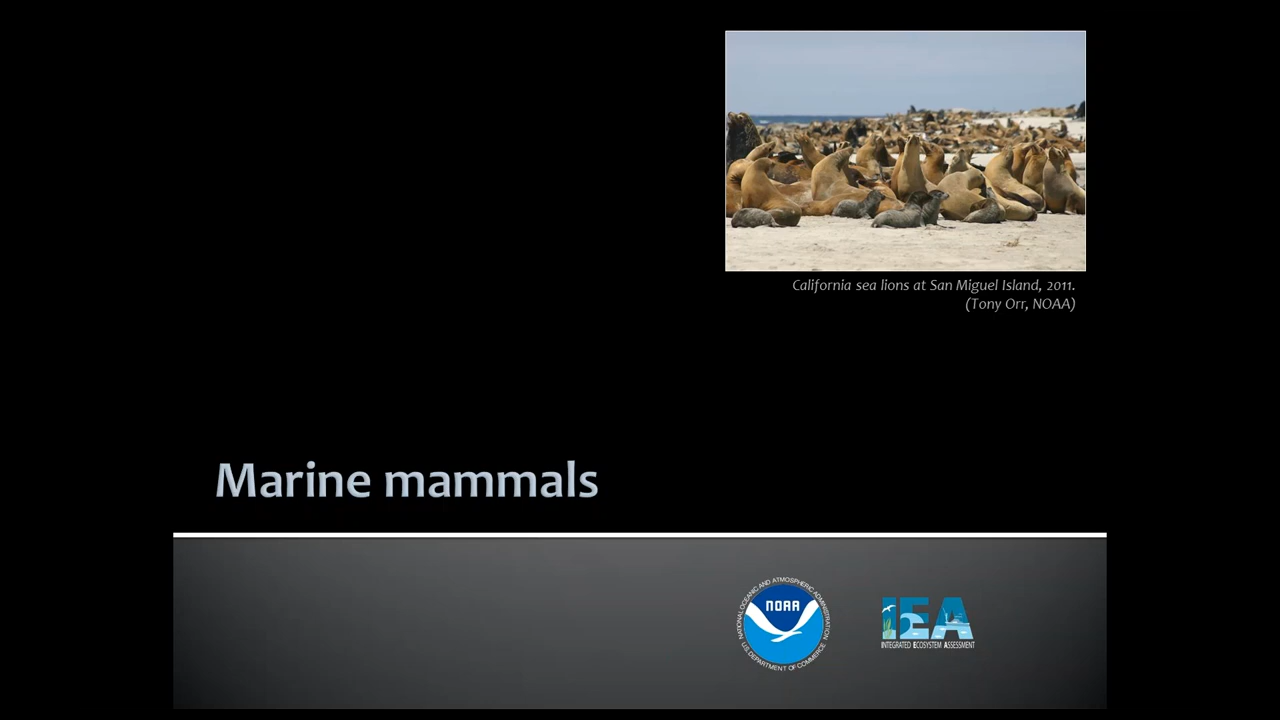 California sea lions at San Miguel Island, 2011.
(Tony Orr, NOAA)
Marine mammals
NATIONAL OCEANIC AND ATMOSPHERIC ADMINISTRATION
NOAA
U.S. DEPARTMENT OF COMMERCE
IEA
INTEGRATED ECOSYSTEM ASSESSMENT